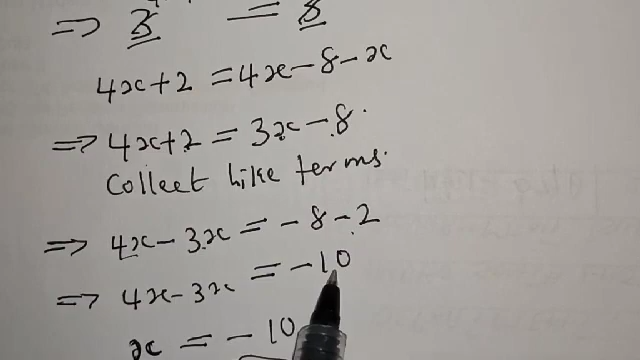 ⇒ 3 = 3
4x+2 = 4x-8-x
⇒ 4x+2 = 3x-8.
Collect like terms.
⇒ 4x-3x = -8-2
⇒ 4x-3x = -10
x = -10